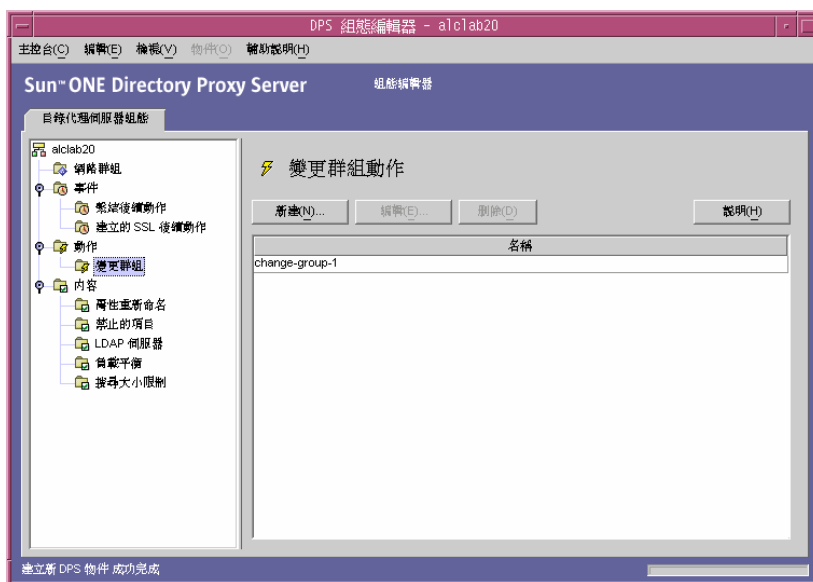 DPS 組態編輯器 - alclab20
主控台(C) 編輯(E) 檢視(V) 物件(O) 輔助說明(H)
Sun™ ONE Directory Proxy Server 組態編輯器
目錄代理伺服器組態
alclab20
網路群組
事件
繫結後續動作
建立的 SSL 後續動作
動作
變更群組
內容
屬性重新命名
禁止的項目
LDAP 伺服器
負載平衡
搜尋大小限制
變更群組動作
新建(N)... 編輯(E)... 刪除(D) 說明(H)
名稱
change-group-1
建立新 DPS 物件 成功完成